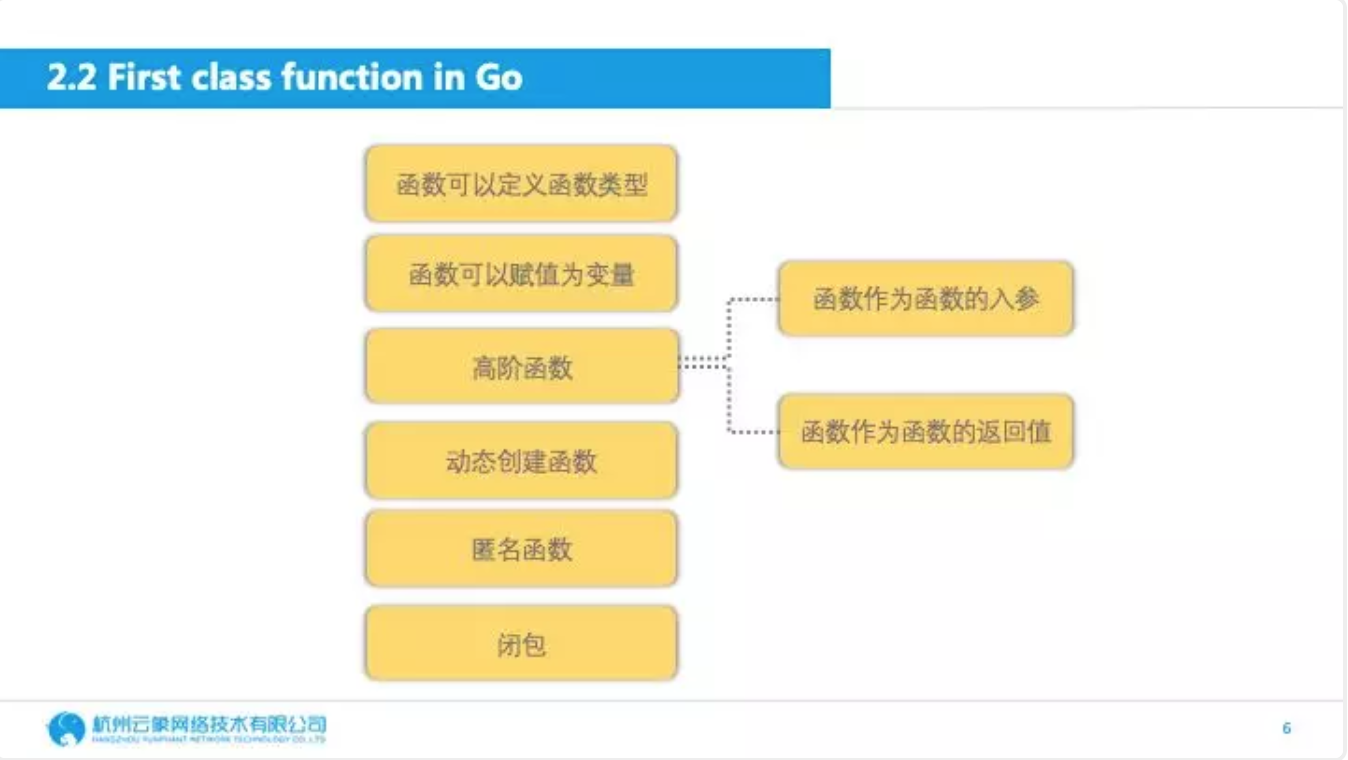 2.2 First class function in Go
函数可以定义函数类型
函数可以赋值为变量
高阶函数
函数作为函数的入参
函数作为函数的返回值
动态创建函数
匿名函数
闭包
杭州云象网络技术有限公司
HANGZHOU YUNPHANT NETWORK TECHNOLOGY CO.,LTD
6